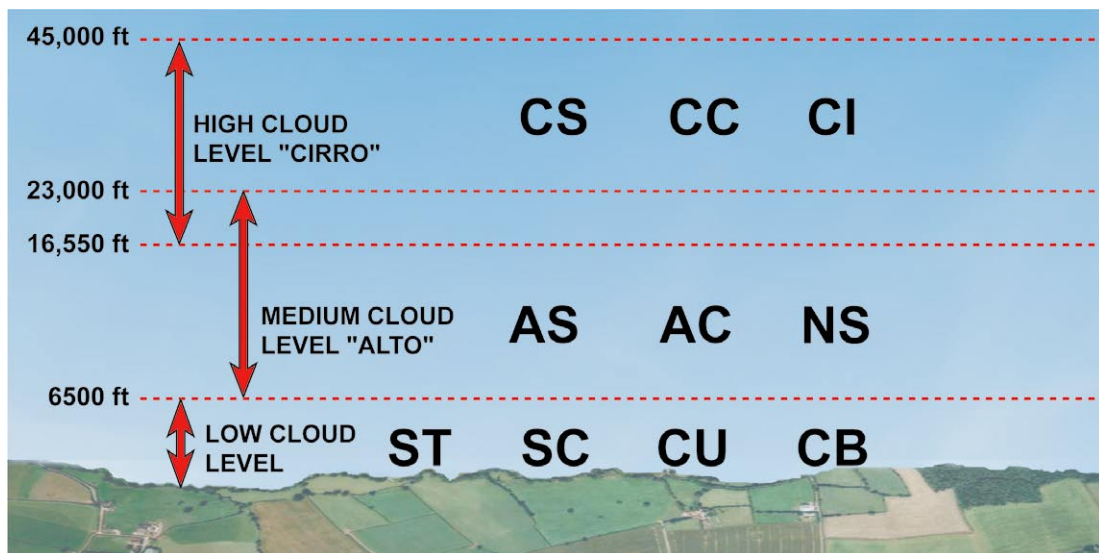 45,000 ft
HIGH CLOUD
LEVEL "CIRRO"
CS CC CI
23,000 ft
16,550 ft
MEDIUM CLOUD
LEVEL "ALTO"
AS AC NS
6500 ft
LOW CLOUD
LEVEL
ST SC CU CB